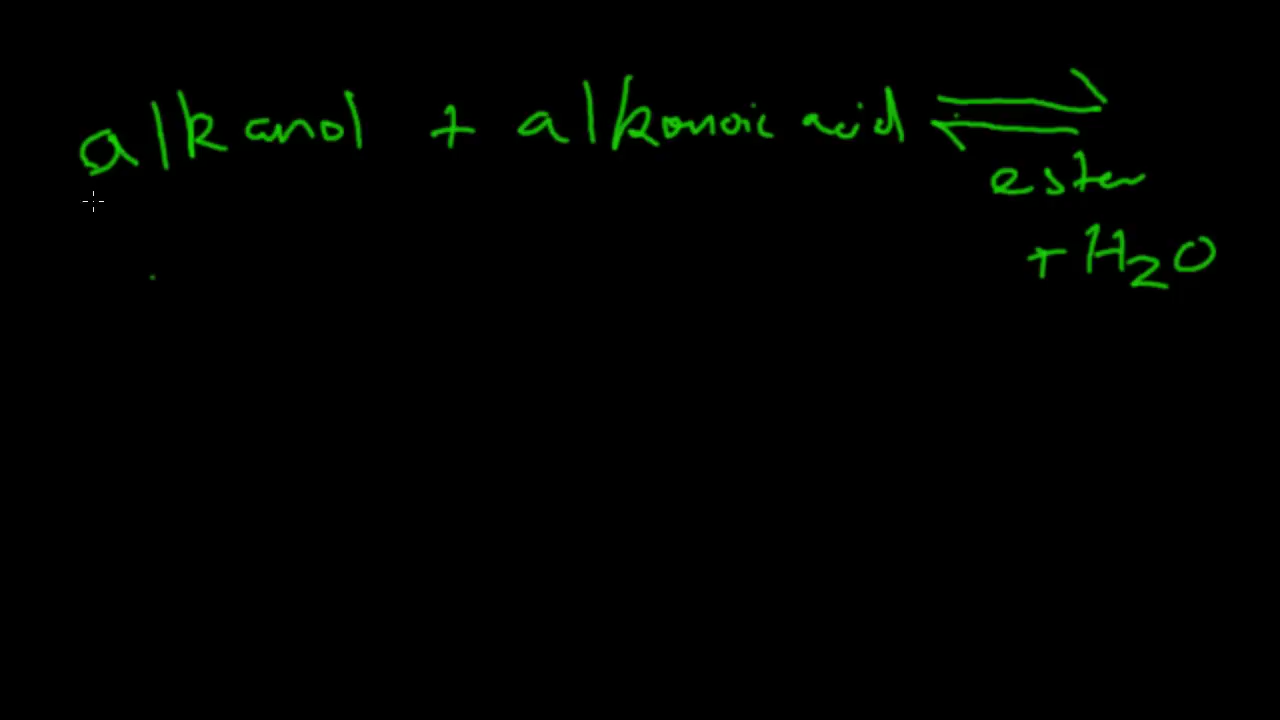 alkanol + alkanoic acid ⇌
ester
+ H₂O